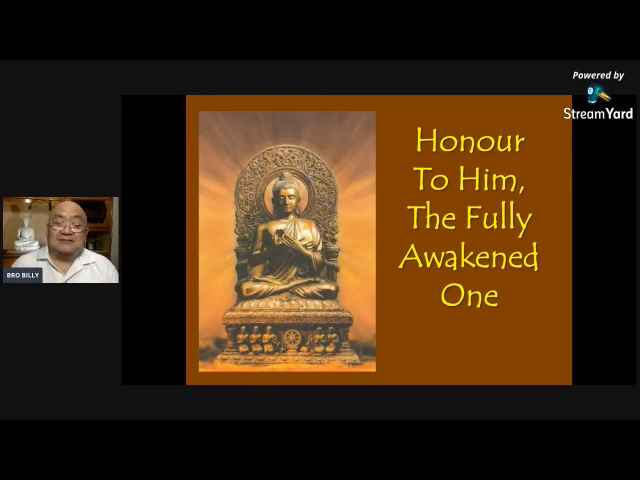 Powered by
StreamYard
Honour
To Him,
The Fully
Awakened
One
BRO BILLY